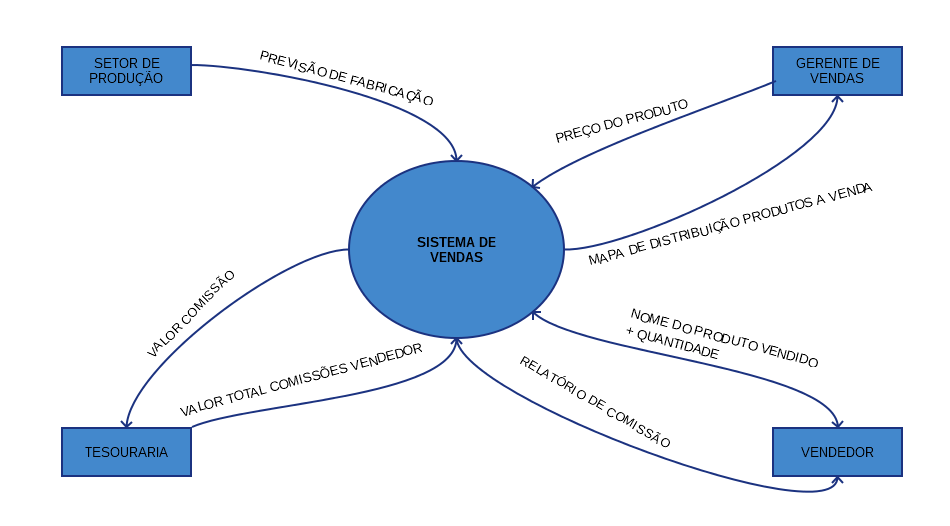 SETOR DE
PRODUÇÃO
PREVISÃO DE FABRICAÇÃO
GERENTE DE
VENDAS
PREÇO DO PRODUTO
MAPA DE DISTRIBUIÇÃO PRODUTOS A VENDA
SISTEMA DE
VENDAS
VALOR COMISSÃO
NOME DO PRODUTO VENDIDO
+ QUANTIDADE
VALOR TOTAL COMISSÕES VENDEDOR
RELATÓRIO DE COMISSÃO
TESOURARIA
VENDEDOR